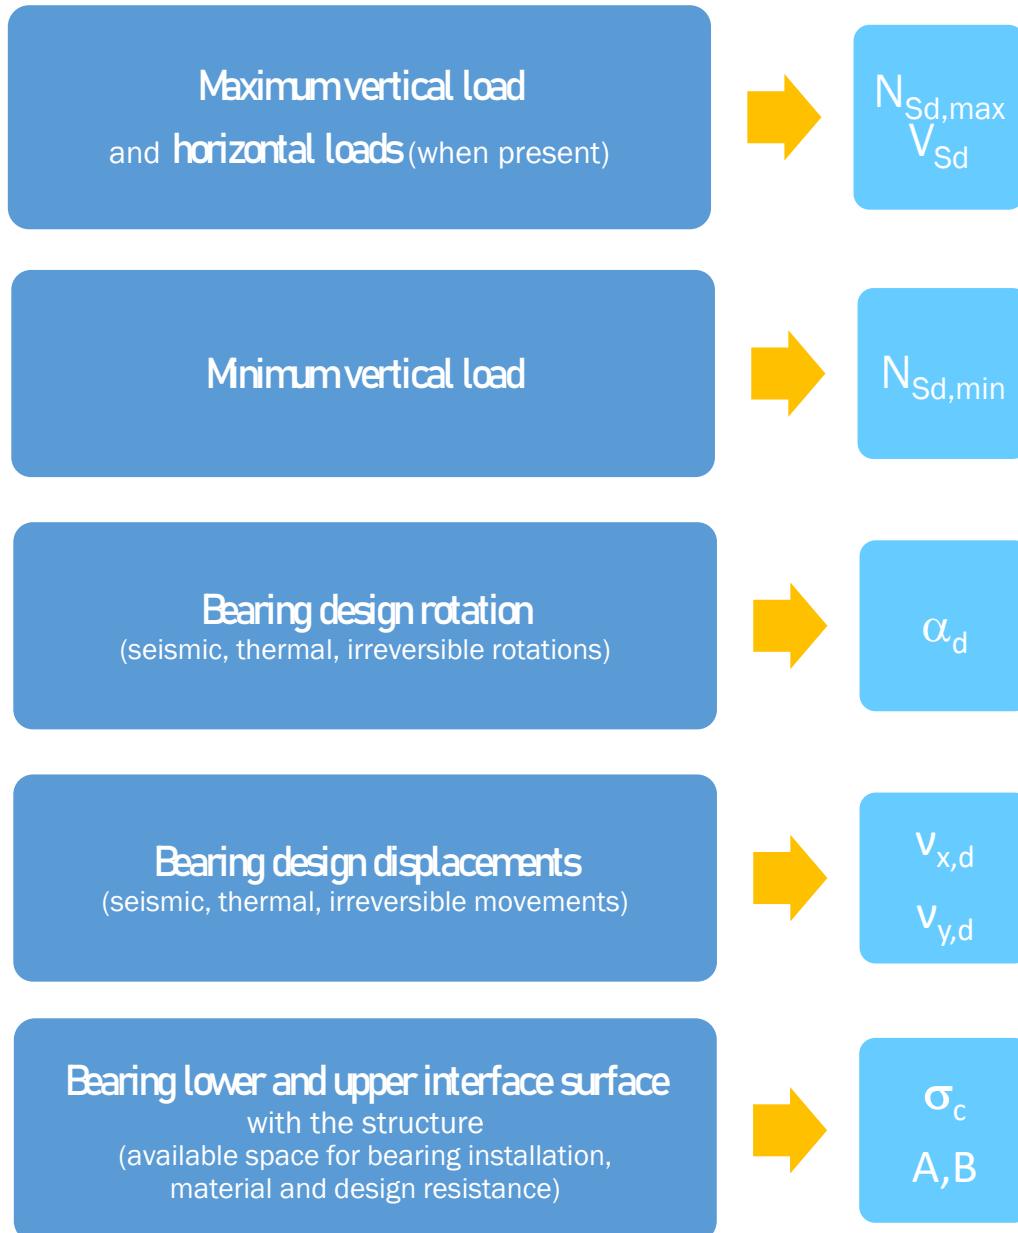 Maximum vertical load
and horizontal loads (when present)
N_Sd,max
V_Sd
Minimum vertical load
N_Sd,min
Bearing design rotation
(seismic, thermal, irreversible rotations)
α_d
Bearing design displacements
(seismic, thermal, irreversible movements)
ν_x,d
ν_y,d
Bearing lower and upper interface surface
with the structure
(available space for bearing installation,
material and design resistance)
σ_c
A,B